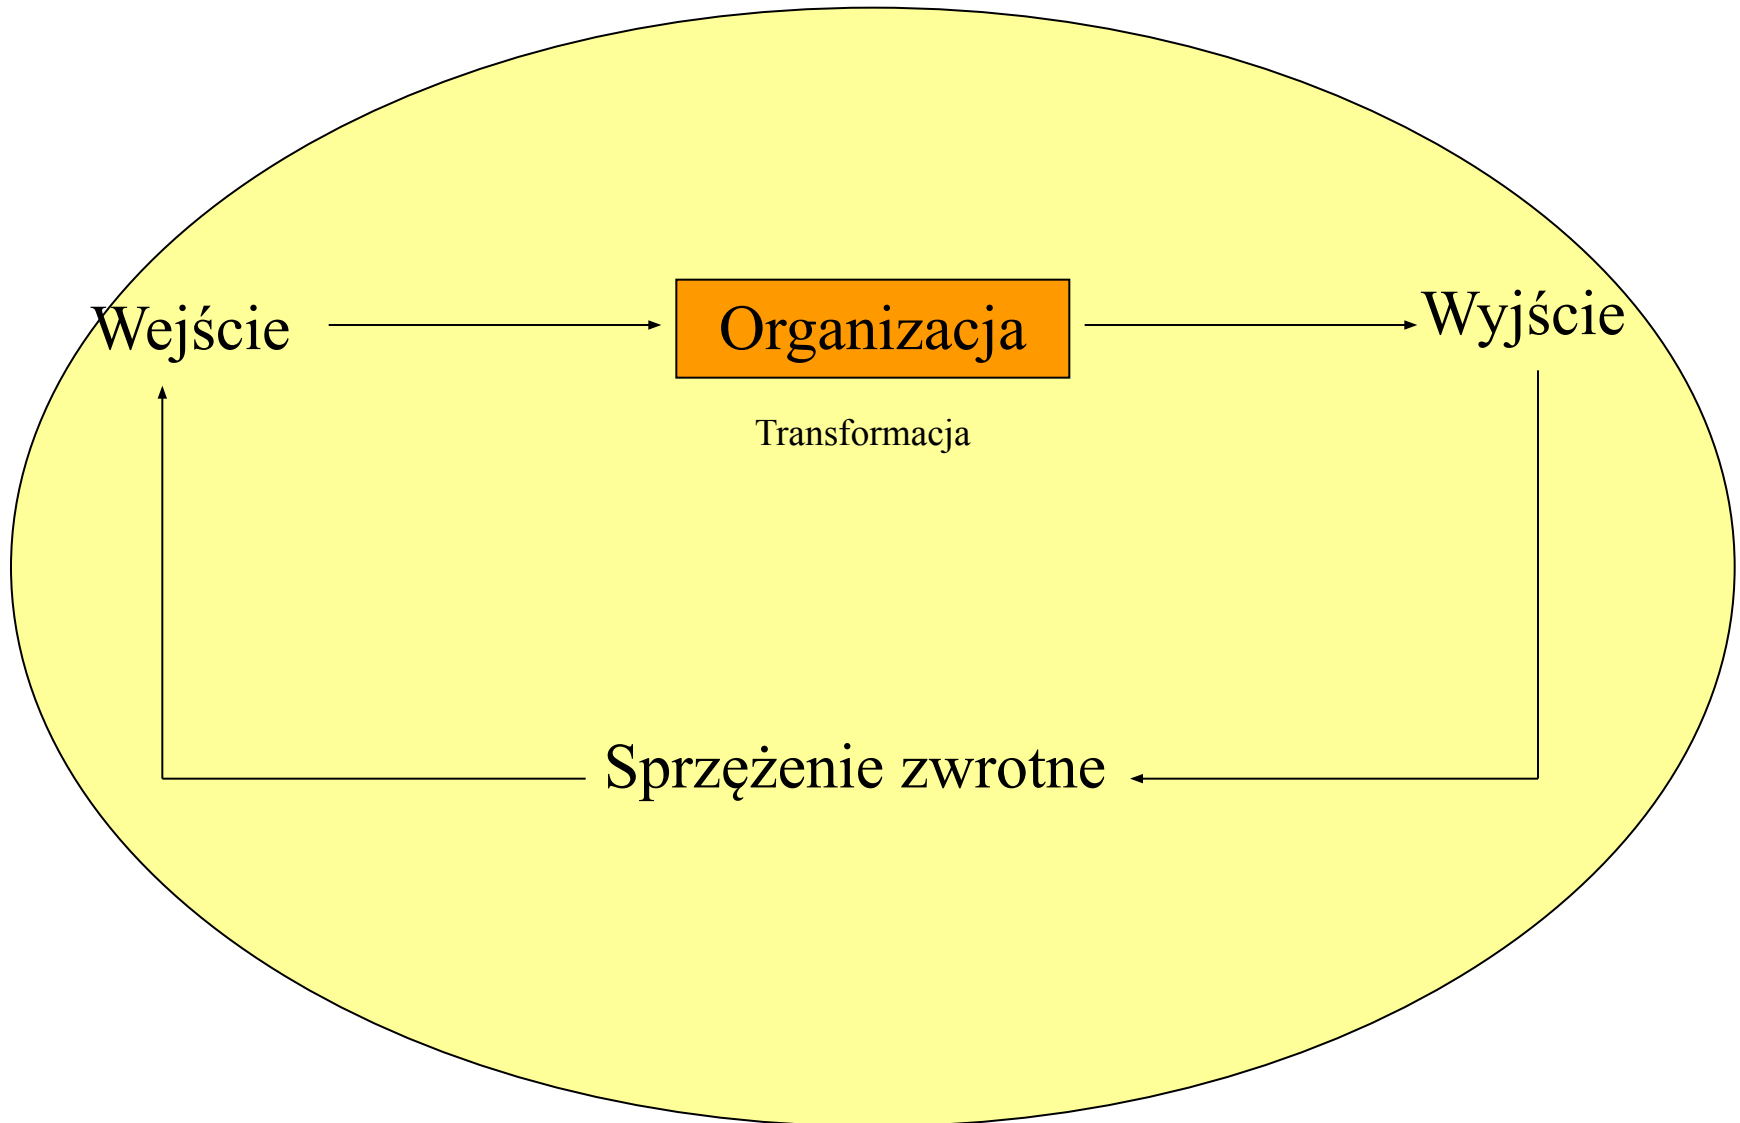 Wejście
Organizacja
Wyjście
Transformacja
Sprzężenie zwrotne